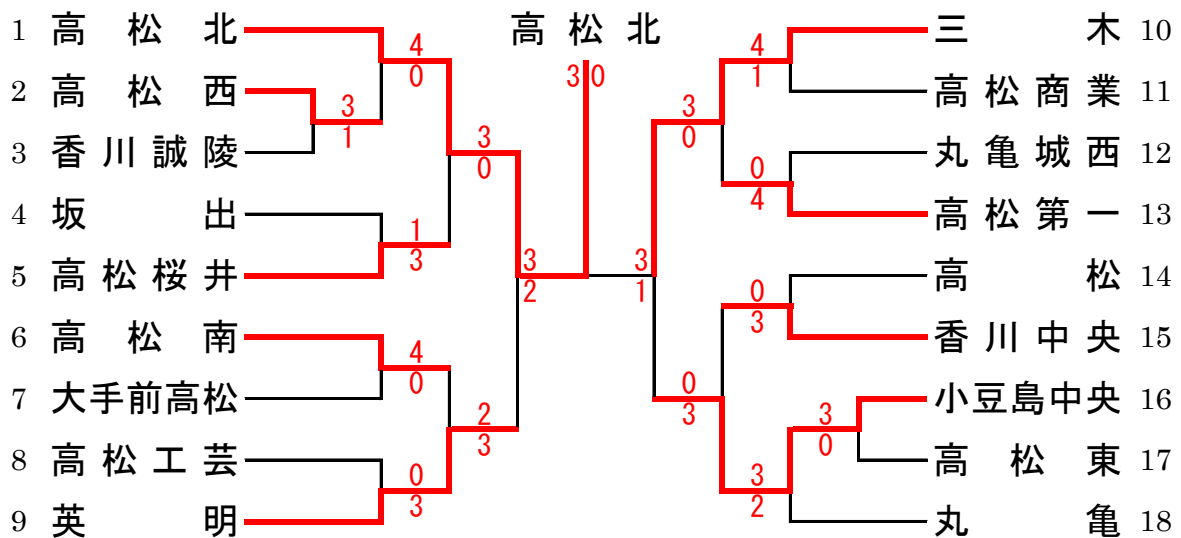 1 高松北
2 高松西
3 香川誠陵
4 坂出
5 高松桜井
6 高松南
7 大手前高松
8 高松工芸
9 英明
4
0
3
1
3
0
1
3
4
0
2
3
0
3
3
2
高松北
3 0
3
1
3
0
0
3
4
1
0
4
0
3
3
0
3
2
三木 10
高松商業 11
丸亀城西 12
高松第一 13
高松 14
香川中央 15
小豆島中央 16
高松東 17
丸亀 18